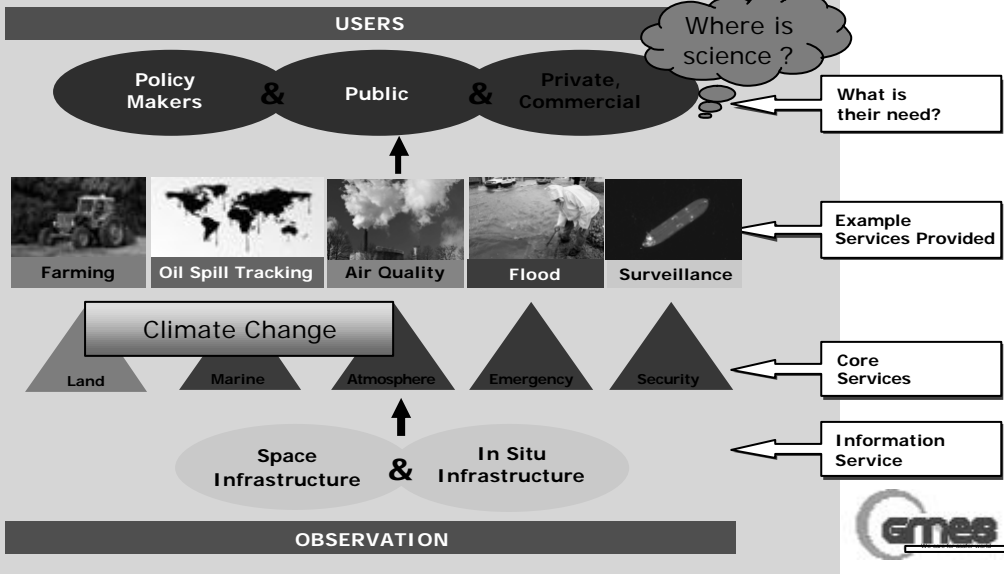 USERS
Where is
science ?
Policy
Makers
&
Public
&
Private,
Commercial
What is
their need?
Farming
Oil Spill Tracking
Air Quality
Flood
Surveillance
Example
Services Provided
Climate Change
Land
Marine
Atmosphere
Emergency
Security
Core
Services
Space
Infrastructure
&
In Situ
Infrastructure
Information
Service
OBSERVATION
GMES